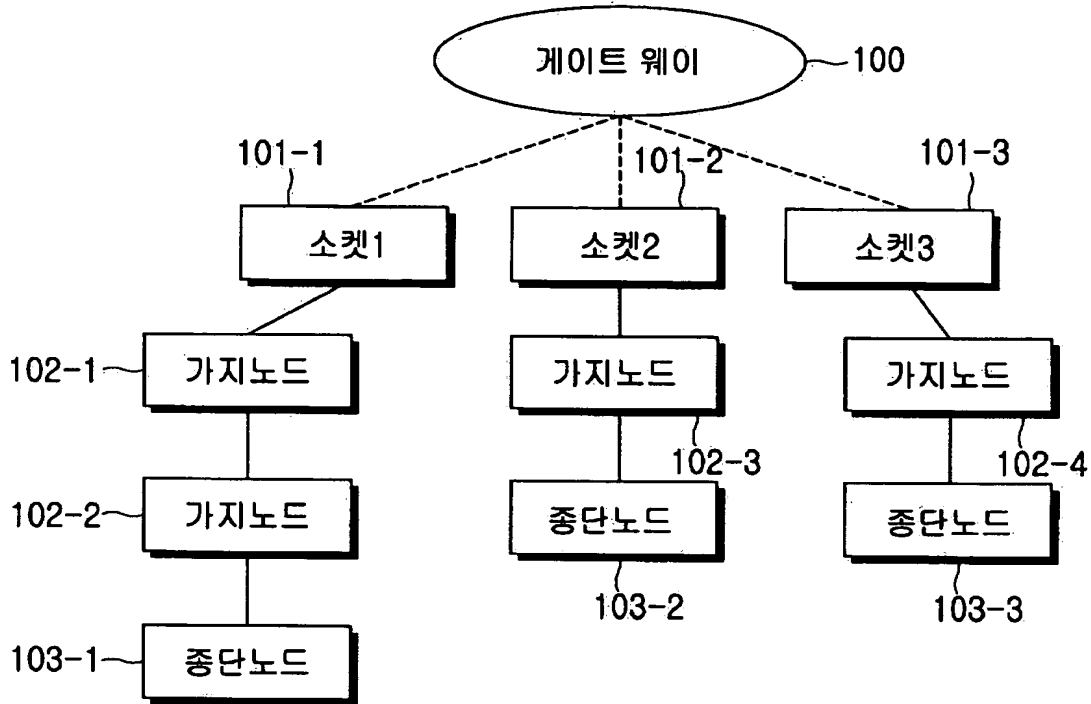 게이트 웨이
100
101-1
101-2
101-3
소켓1
소켓2
소켓3
102-1
가지노드
가지노드
가지노드
102-3
102-4
102-2
가지노드
종단노드
종단노드
103-2
103-3
103-1
종단노드